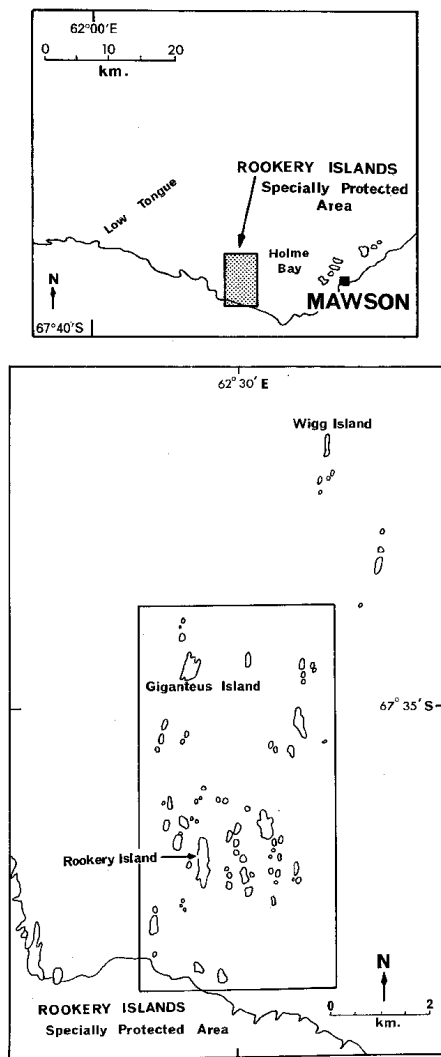 62°00'E
0 10 20
km.
ROOKERY ISLANDS
Specially Protected
Area
Low Tongue
Holme
Bay
N
MAWSON
67°40'S
62°30'E
Wigg Island
Giganteus Island
67°35'S
Rookery Island
N
ROOKERY ISLANDS
Specially Protected Area
0 2
km.